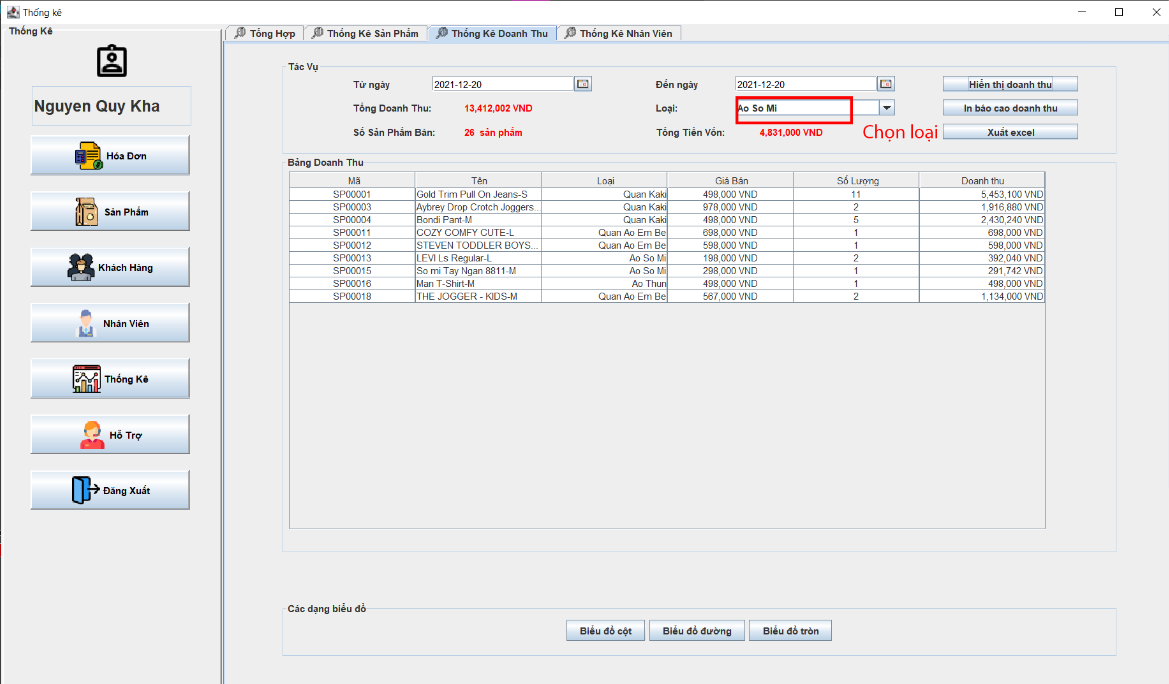 Thống kê
Thống Kê
Nguyen Quy Kha
Hóa Đơn
Sản Phẩm
Khách Hàng
Nhân Viên
Thống Kê
Hỗ Trợ
Đăng Xuất
Tổng Hợp Thống Kê Sản Phẩm Thống Kê Doanh Thu Thống Kê Nhân Viên
Tác Vụ
Từ ngày 2021-12-20 Đến ngày 2021-12-20 Hiển thị doanh thu
Tổng Doanh Thu: 13,412,002 VND Loại: Ao So Mi In báo cáo doanh thu
Số Sản Phẩm Bán: 26 sản phẩm Tổng Tiền Vốn: 4,831,000 VND Chọn loại Xuất excel
Bảng Doanh Thu
Mã Tên Loại Giá Bán Số Lượng Doanh thu
SP00001 Gold Trim Pull On Jeans-S Quan Kaki 498,000 VND 11 5,453,100 VND
SP00003 Aybrey Drop Crotch Joggers... Quan Kaki 978,000 VND 2 1,916,880 VND
SP00004 Bondi Pant-M Quan Kaki 498,000 VND 5 2,430,240 VND
SP00011 COZY COMFY CUTE-L Quan Ao Em Be 698,000 VND 1 698,000 VND
SP00012 STEVEN TODDLER BOYS... Quan Ao Em Be 598,000 VND 1 598,000 VND
SP00013 LEVI Ls Regular-L Ao So Mi 198,000 VND 2 392,040 VND
SP00015 So mi Tay Ngan 8811-M Ao So Mi 298,000 VND 1 291,742 VND
SP00016 Man T-Shirt-M Ao Thun 498,000 VND 1 498,000 VND
SP00018 THE JOGGER - KIDS-M Quan Ao Em Be 567,000 VND 2 1,134,000 VND
Các dạng biểu đồ
Biểu đồ cột Biểu đồ đường Biểu đồ tròn